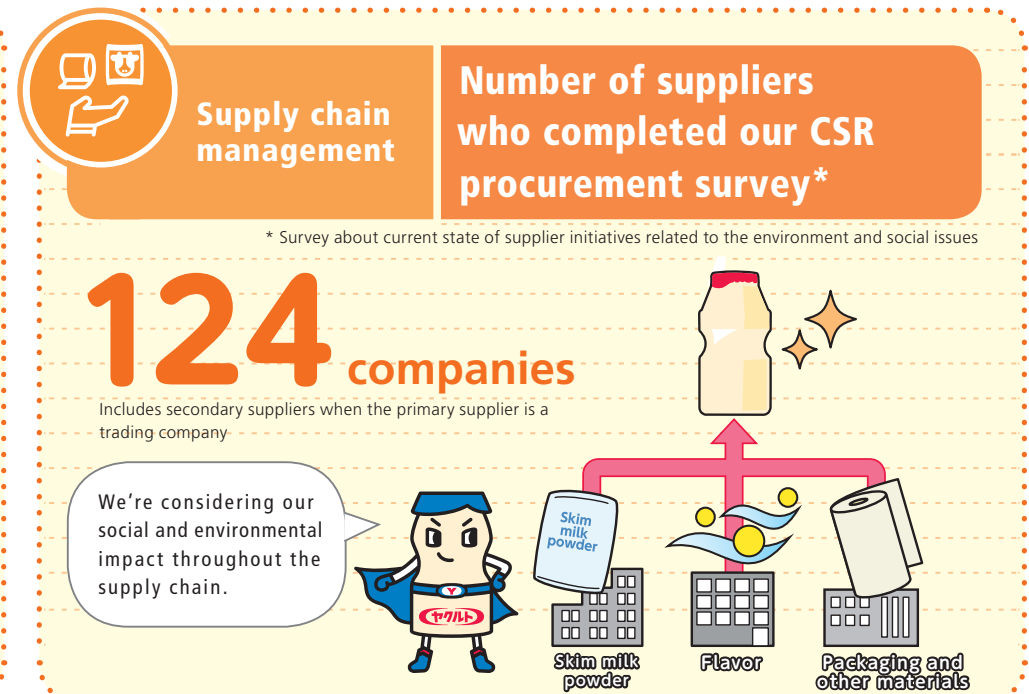 Supply chain
management
Number of suppliers
who completed our CSR
procurement survey*
* Survey about current state of supplier initiatives related to the environment and social issues
124 companies
Includes secondary suppliers when the primary supplier is a
trading company
We're considering our
social and environmental
impact throughout the
supply chain.
Y
ヤクルト
Skim
milk
powder
Skim milk
powder
Flavor
Packaging and
other materials